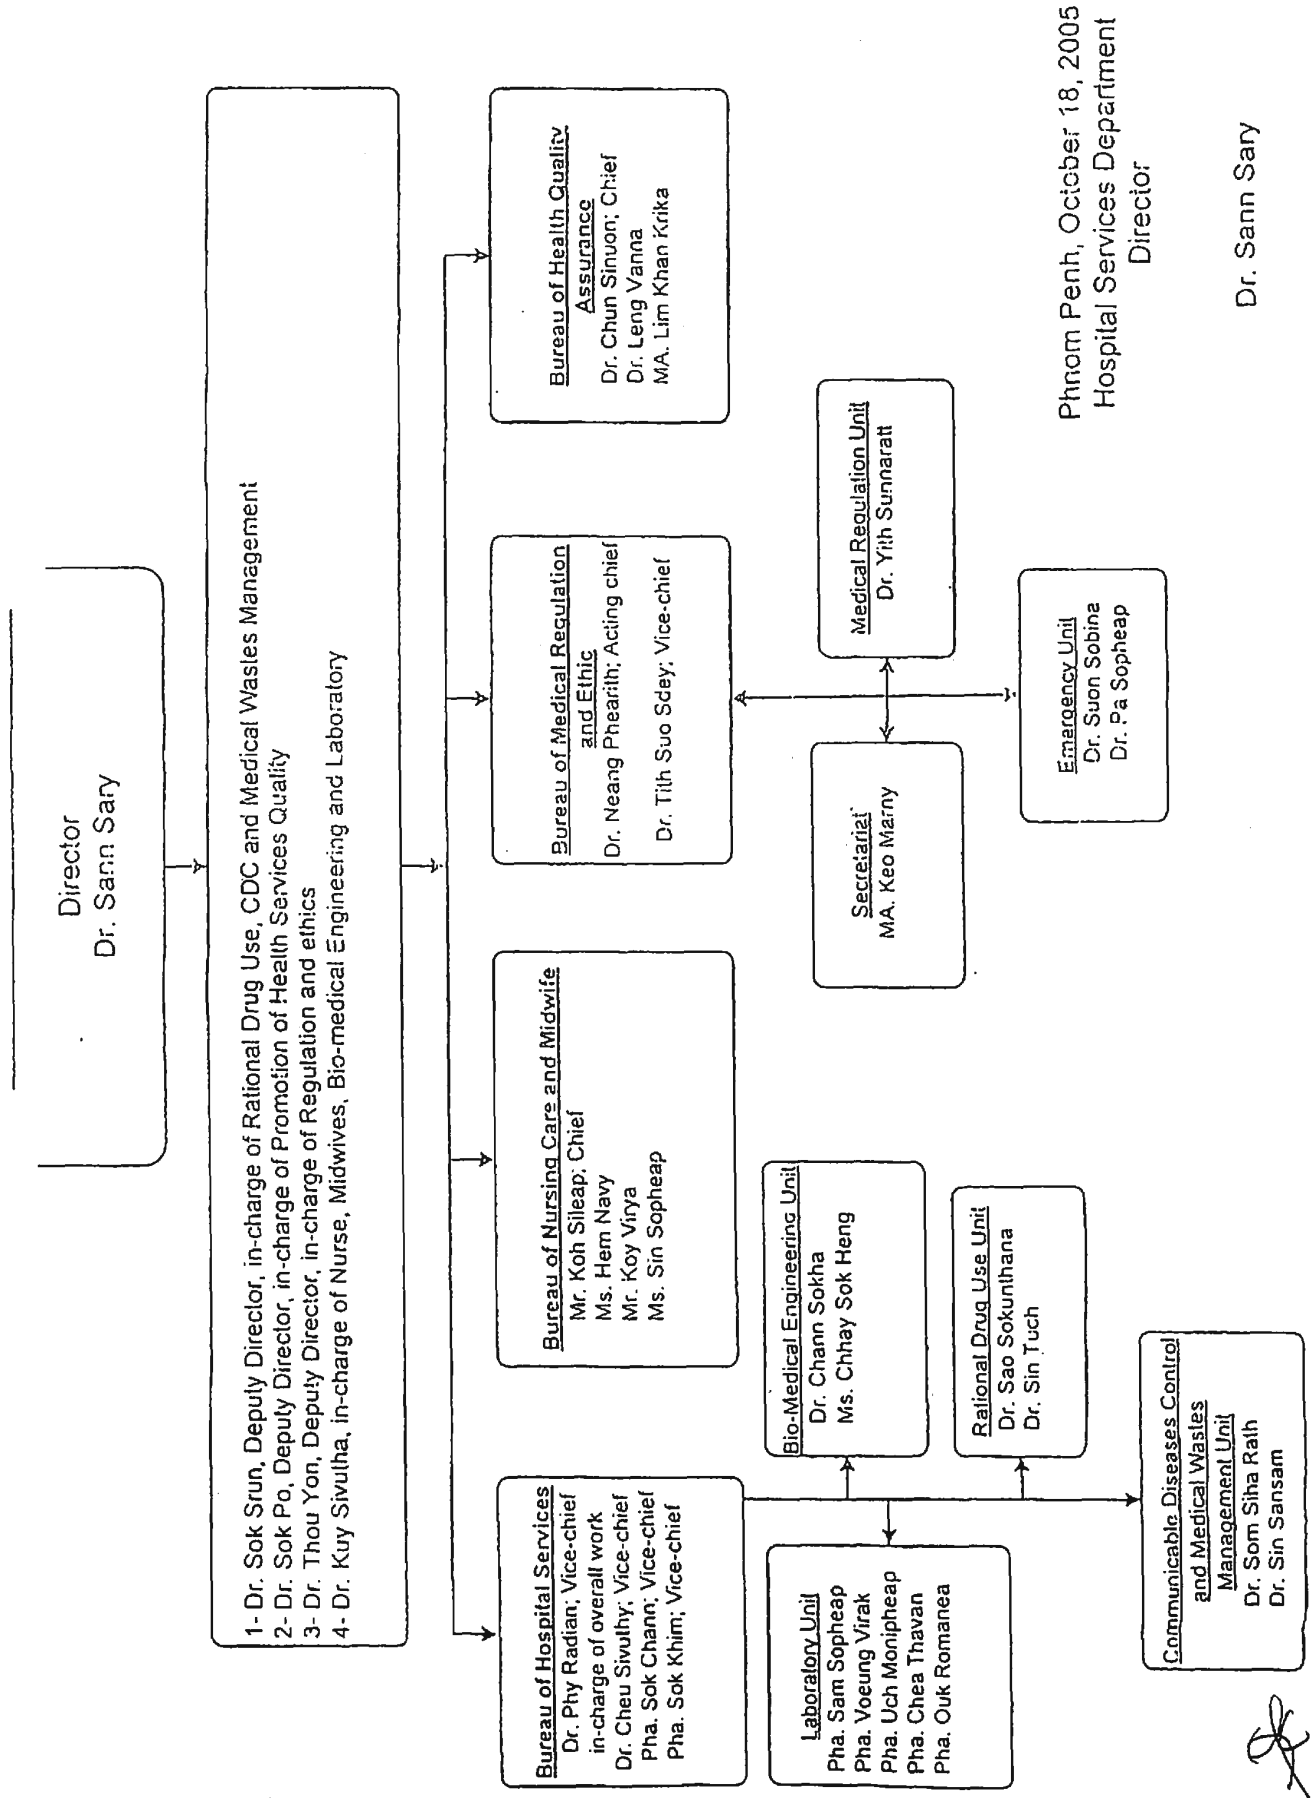 Director
Dr. Sann Sary
1- Dr. Sok Srun, Deputy Director, in-charge of Rational Drug Use, CDC and Medical Wastes Management
2- Dr. Sok Po, Deputy Director, in-charge of Promotion of Health Services Quality
3- Dr. Thou Yon, Deputy Director, in-charge of Regulation and ethics
4- Dr. Kuy Sivutha, in-charge of Nurse, Midwives, Bio-medical Engineering and Laboratory
Bureau of Hospital Services
Dr. Phy Radian; Vice-chief
in-charge of overall work
Dr. Cheu Sivuthy; Vice-chief
Pha. Sok Chann; Vice-chief
Pha. Sok Khim; Vice-chief
Bureau of Nursing Care and Midwife
Mr. Koh Sileap; Chief
Ms. Hem Navy
Mr. Koy Virya
Ms. Sin Sopheap
Bureau of Medical Regulation
and Ethic
Dr. Neang Phearith; Acting chief
Dr. Tith Suo Sdey; Vice-chief
Bureau of Health Quality
Assurance
Dr. Chun Sinuon; Chief
Dr. Leng Vanna
MA. Lim Khan Krika
Laboratory Unit
Pha. Sam Sopheap
Pha. Voeung Virak
Pha. Uch Monipheap
Pha. Chea Thavan
Pha. Ouk Romanea
Bio-Medical Engineering Unit
Dr. Chann Sokha
Ms. Chhay Sok Heng
Rational Drug Use Unit
Dr. Sao Sokunthana
Dr. Sin Tuch
Communicable Diseases Control
and Medical Wastes
Management Unit
Dr. Som Siha Rath
Dr. Sin Sansam
Secretariat
MA. Keo Marny
Medical Regulation Unit
Dr. Yith Sunnaratt
Emergency Unit
Dr. Suon Sobina
Dr. Pa Sopheap
Phnom Penh, October 18, 2005
Hospital Services Department
Director
Dr. Sann Sary